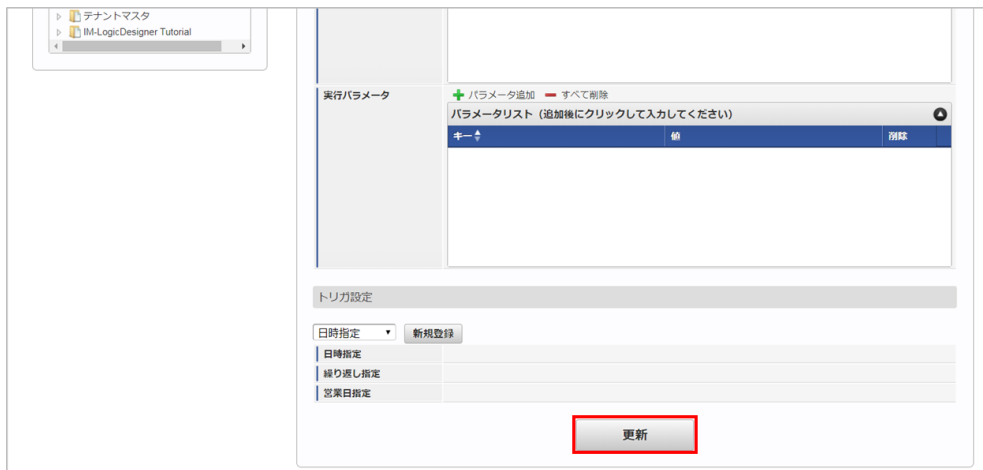 テナントマスタ
IM-LogicDesigner Tutorial
実行パラメータ
パラメータ追加 すべて削除
パラメータリスト（追加後にクリックして入力してください）
キー 値 削除
トリガ設定
日時指定 新規登録
日時指定
繰り返し指定
営業日指定
更新